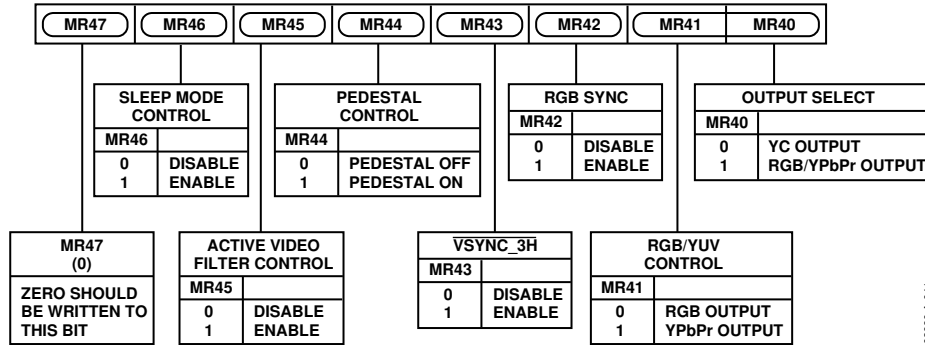 MR47 MR46 MR45 MR44 MR43 MR42 MR41 MR40
SLEEP MODE
CONTROL
MR46
0 DISABLE
1 ENABLE
PEDESTAL
CONTROL
MR44
0 PEDESTAL OFF
1 PEDESTAL ON
RGB SYNC
MR42
0 DISABLE
1 ENABLE
OUTPUT SELECT
MR40
0 YC OUTPUT
1 RGB/YPbPr OUTPUT
MR47
(0)
ZERO SHOULD
BE WRITTEN TO
THIS BIT
ACTIVE VIDEO
FILTER CONTROL
MR45
0 DISABLE
1 ENABLE
VSYNC_3H
MR43
0 DISABLE
1 ENABLE
RGB/YUV
CONTROL
MR41
0 RGB OUTPUT
1 YPbPr OUTPUT